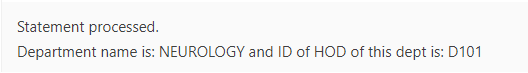 Statement processed.
Department name is: NEUROLOGY and ID of HOD of this dept is: D101